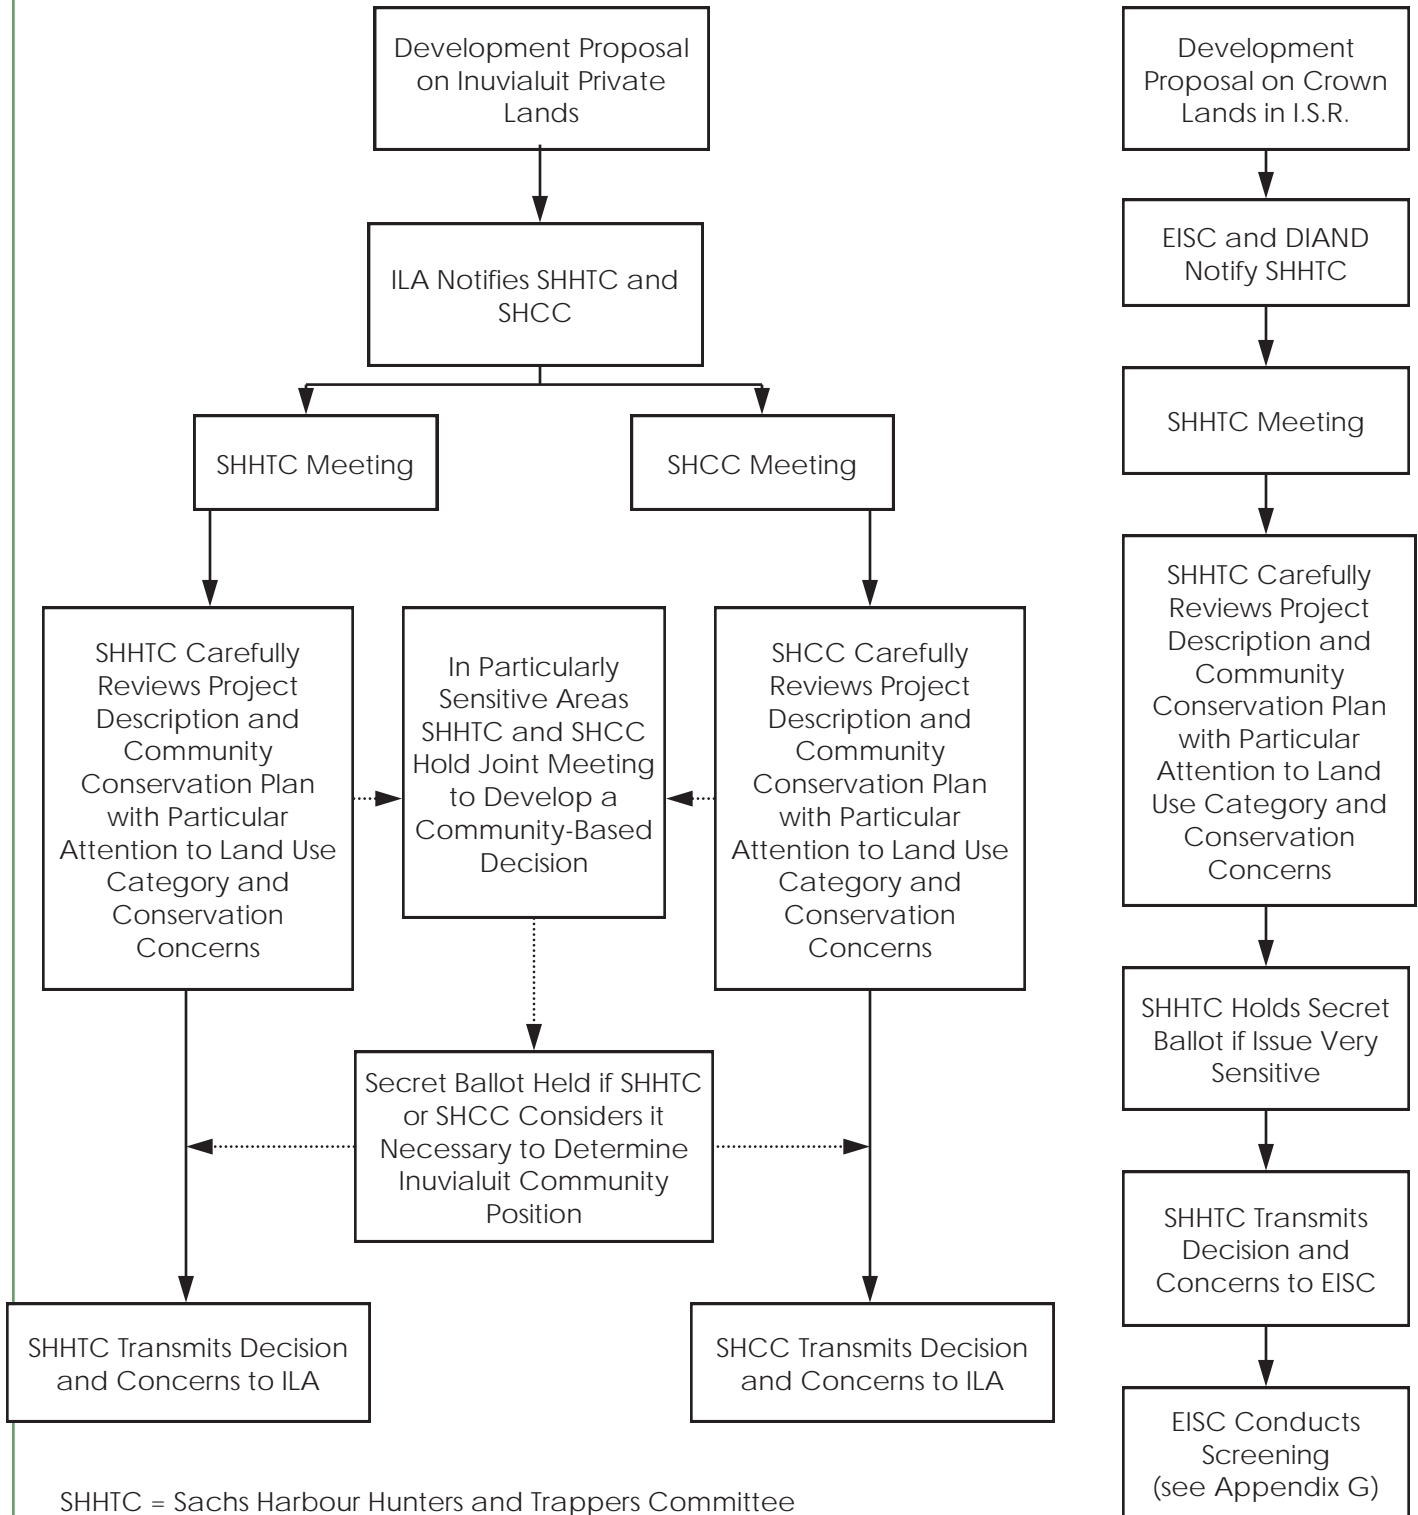 Development Proposal
on Inuvialuit Private
Lands
ILA Notifies SHHTC and
SHCC
SHHTC Meeting
SHCC Meeting
SHHTC Carefully
Reviews Project
Description and
Community
Conservation Plan
with Particular
Attention to Land Use
Category and
Conservation
Concerns
In Particularly
Sensitive Areas
SHHTC and SHCC
Hold Joint Meeting
to Develop a
Community-Based
Decision
SHCC Carefully
Reviews Project
Description and
Community
Conservation Plan
with Particular
Attention to Land Use
Category and
Conservation
Concerns
Secret Ballot Held if SHHTC
or SHCC Considers it
Necessary to Determine
Inuvialuit Community
Position
SHHTC Transmits Decision
and Concerns to ILA
SHCC Transmits Decision
and Concerns to ILA
Development
Proposal on Crown
Lands in I.S.R.
EISC and DIAND
Notify SHHTC
SHHTC Meeting
SHHTC Carefully
Reviews Project
Description and
Community
Conservation Plan
with Particular
Attention to Land
Use Category and
Conservation
Concerns
SHHTC Holds Secret
Ballot if Issue Very
Sensitive
SHHTC Transmits
Decision and
Concerns to EISC
EISC Conducts
Screening
(see Appendix G)
SHHTC = Sachs Harbour Hunters and Trappers Committee